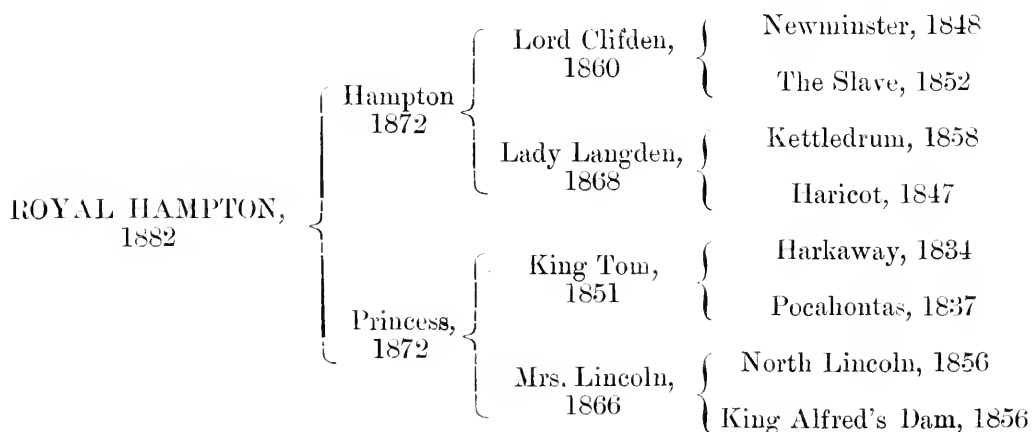 ROYAL HAMPTON,
1882
Hampton
1872
Princess,
1872
Lord Clifden,
1860
Lady Langden,
1868
King Tom,
1851
Mrs. Lincoln,
1866
Newminster, 1848
The Slave, 1852
Kettledrum, 1858
Haricot, 1847
Harkaway, 1834
Pocahontas, 1837
North Lincoln, 1856
King Alfred's Dam, 1856